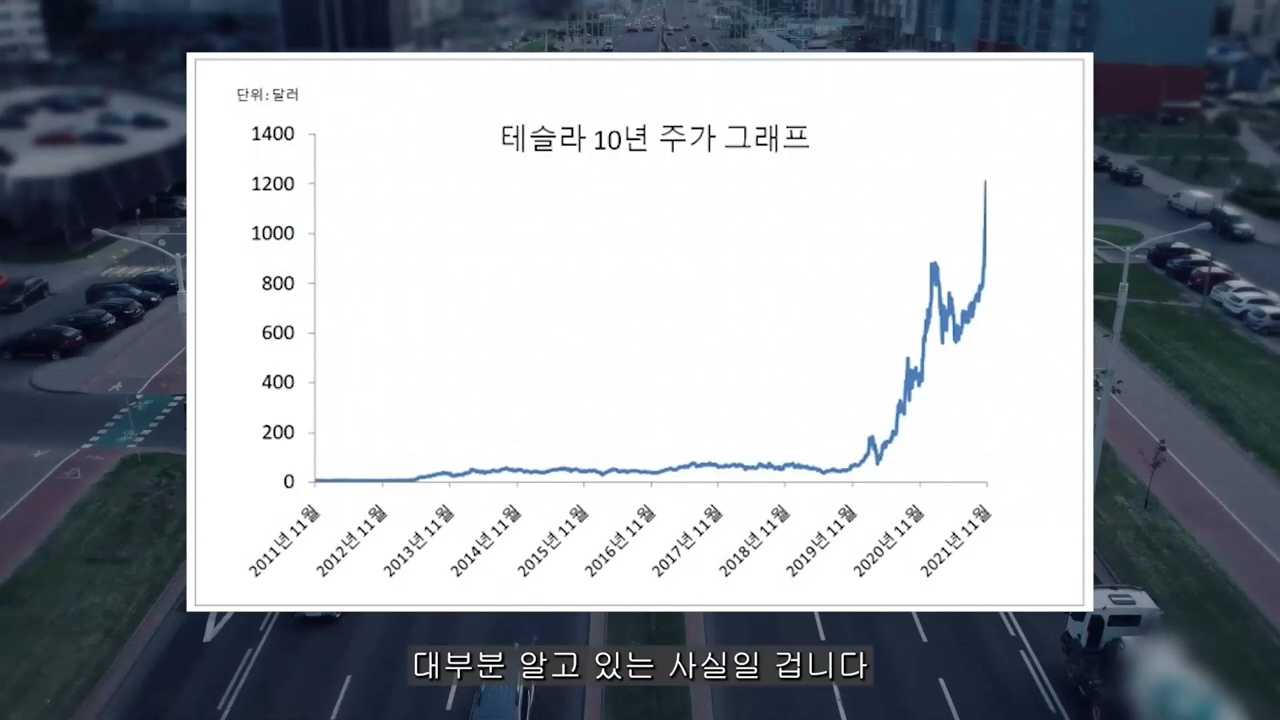 단위:달러
테슬라 10년 주가 그래프
1400
1200
1000
800
600
400
200
0
2011년 11월
2012년 11월
2013년 11월
2014년 11월
2015년 11월
2016년 11월
2017년 11월
2018년 11월
2019년 11월
2020년 11월
2021년 11월
대부분 알고 있는 사실일 겁니다